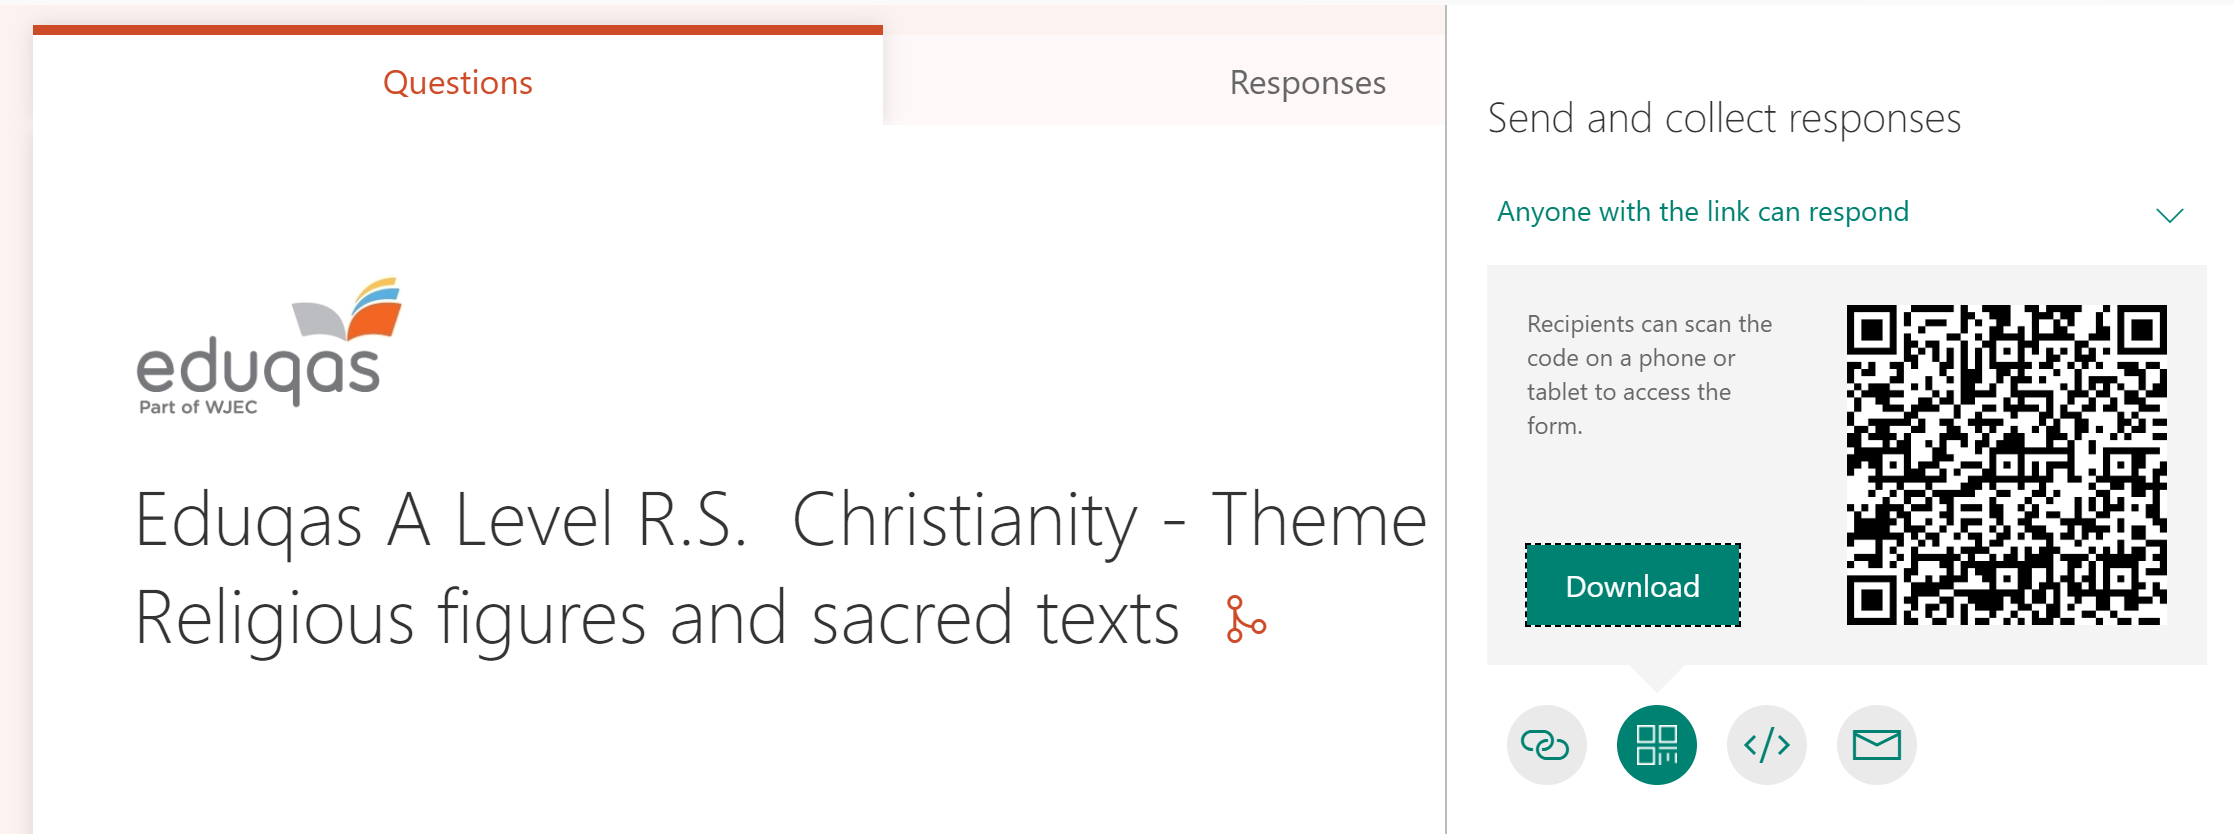 Questions
Responses
eduqas
Part of WJEC
Eduqas A Level R.S.  Christianity - Theme
Religious figures and sacred texts
Send and collect responses
Anyone with the link can respond
Recipients can scan the
code on a phone or
tablet to access the
form.
Download